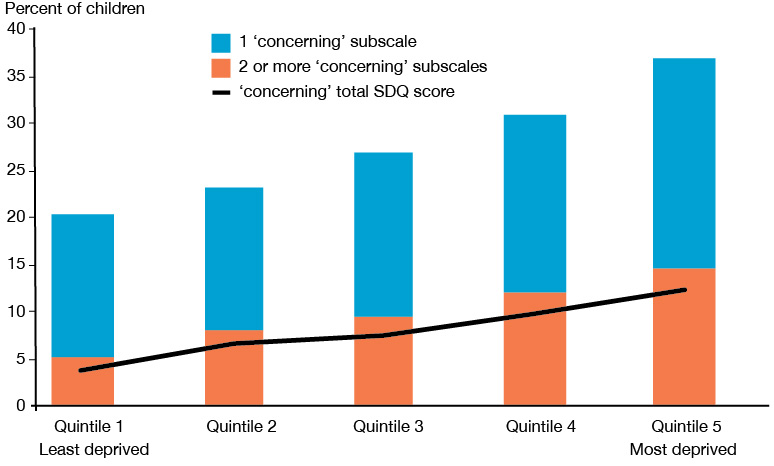 Percent of children
40
35
30
25
20
15
10
5
0
1 ‘concerning’ subscale
2 or more ‘concerning’ subscales
‘concerning’ total SDQ score
Quintile 1
Least deprived
Quintile 2
Quintile 3
Quintile 4
Quintile 5
Most deprived